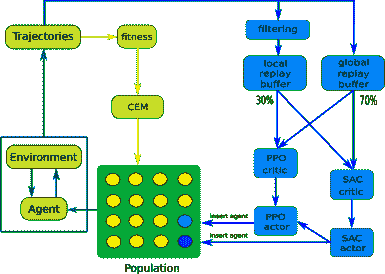 Trajectories
fitness
filtering
local
replay
buffer
global
replay
buffer
30%
70%
CEM
Environment
Agent
PPO
critic
SAC
critic
insert agent
PPO
actor
insert agent
SAC
actor
Population